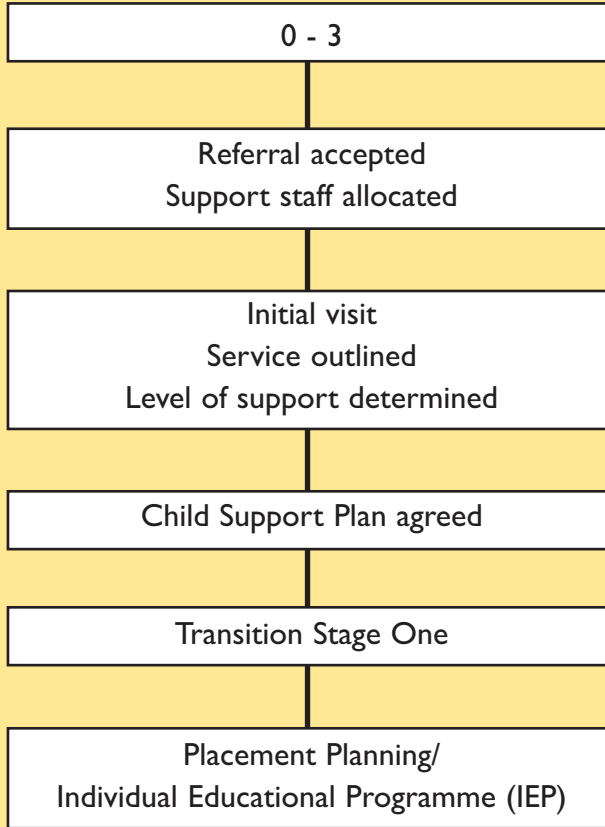 0 - 3
Referral accepted
Support staff allocated
Initial visit
Service outlined
Level of support determined
Child Support Plan agreed
Transition Stage One
Placement Planning/
Individual Educational Programme (IEP)